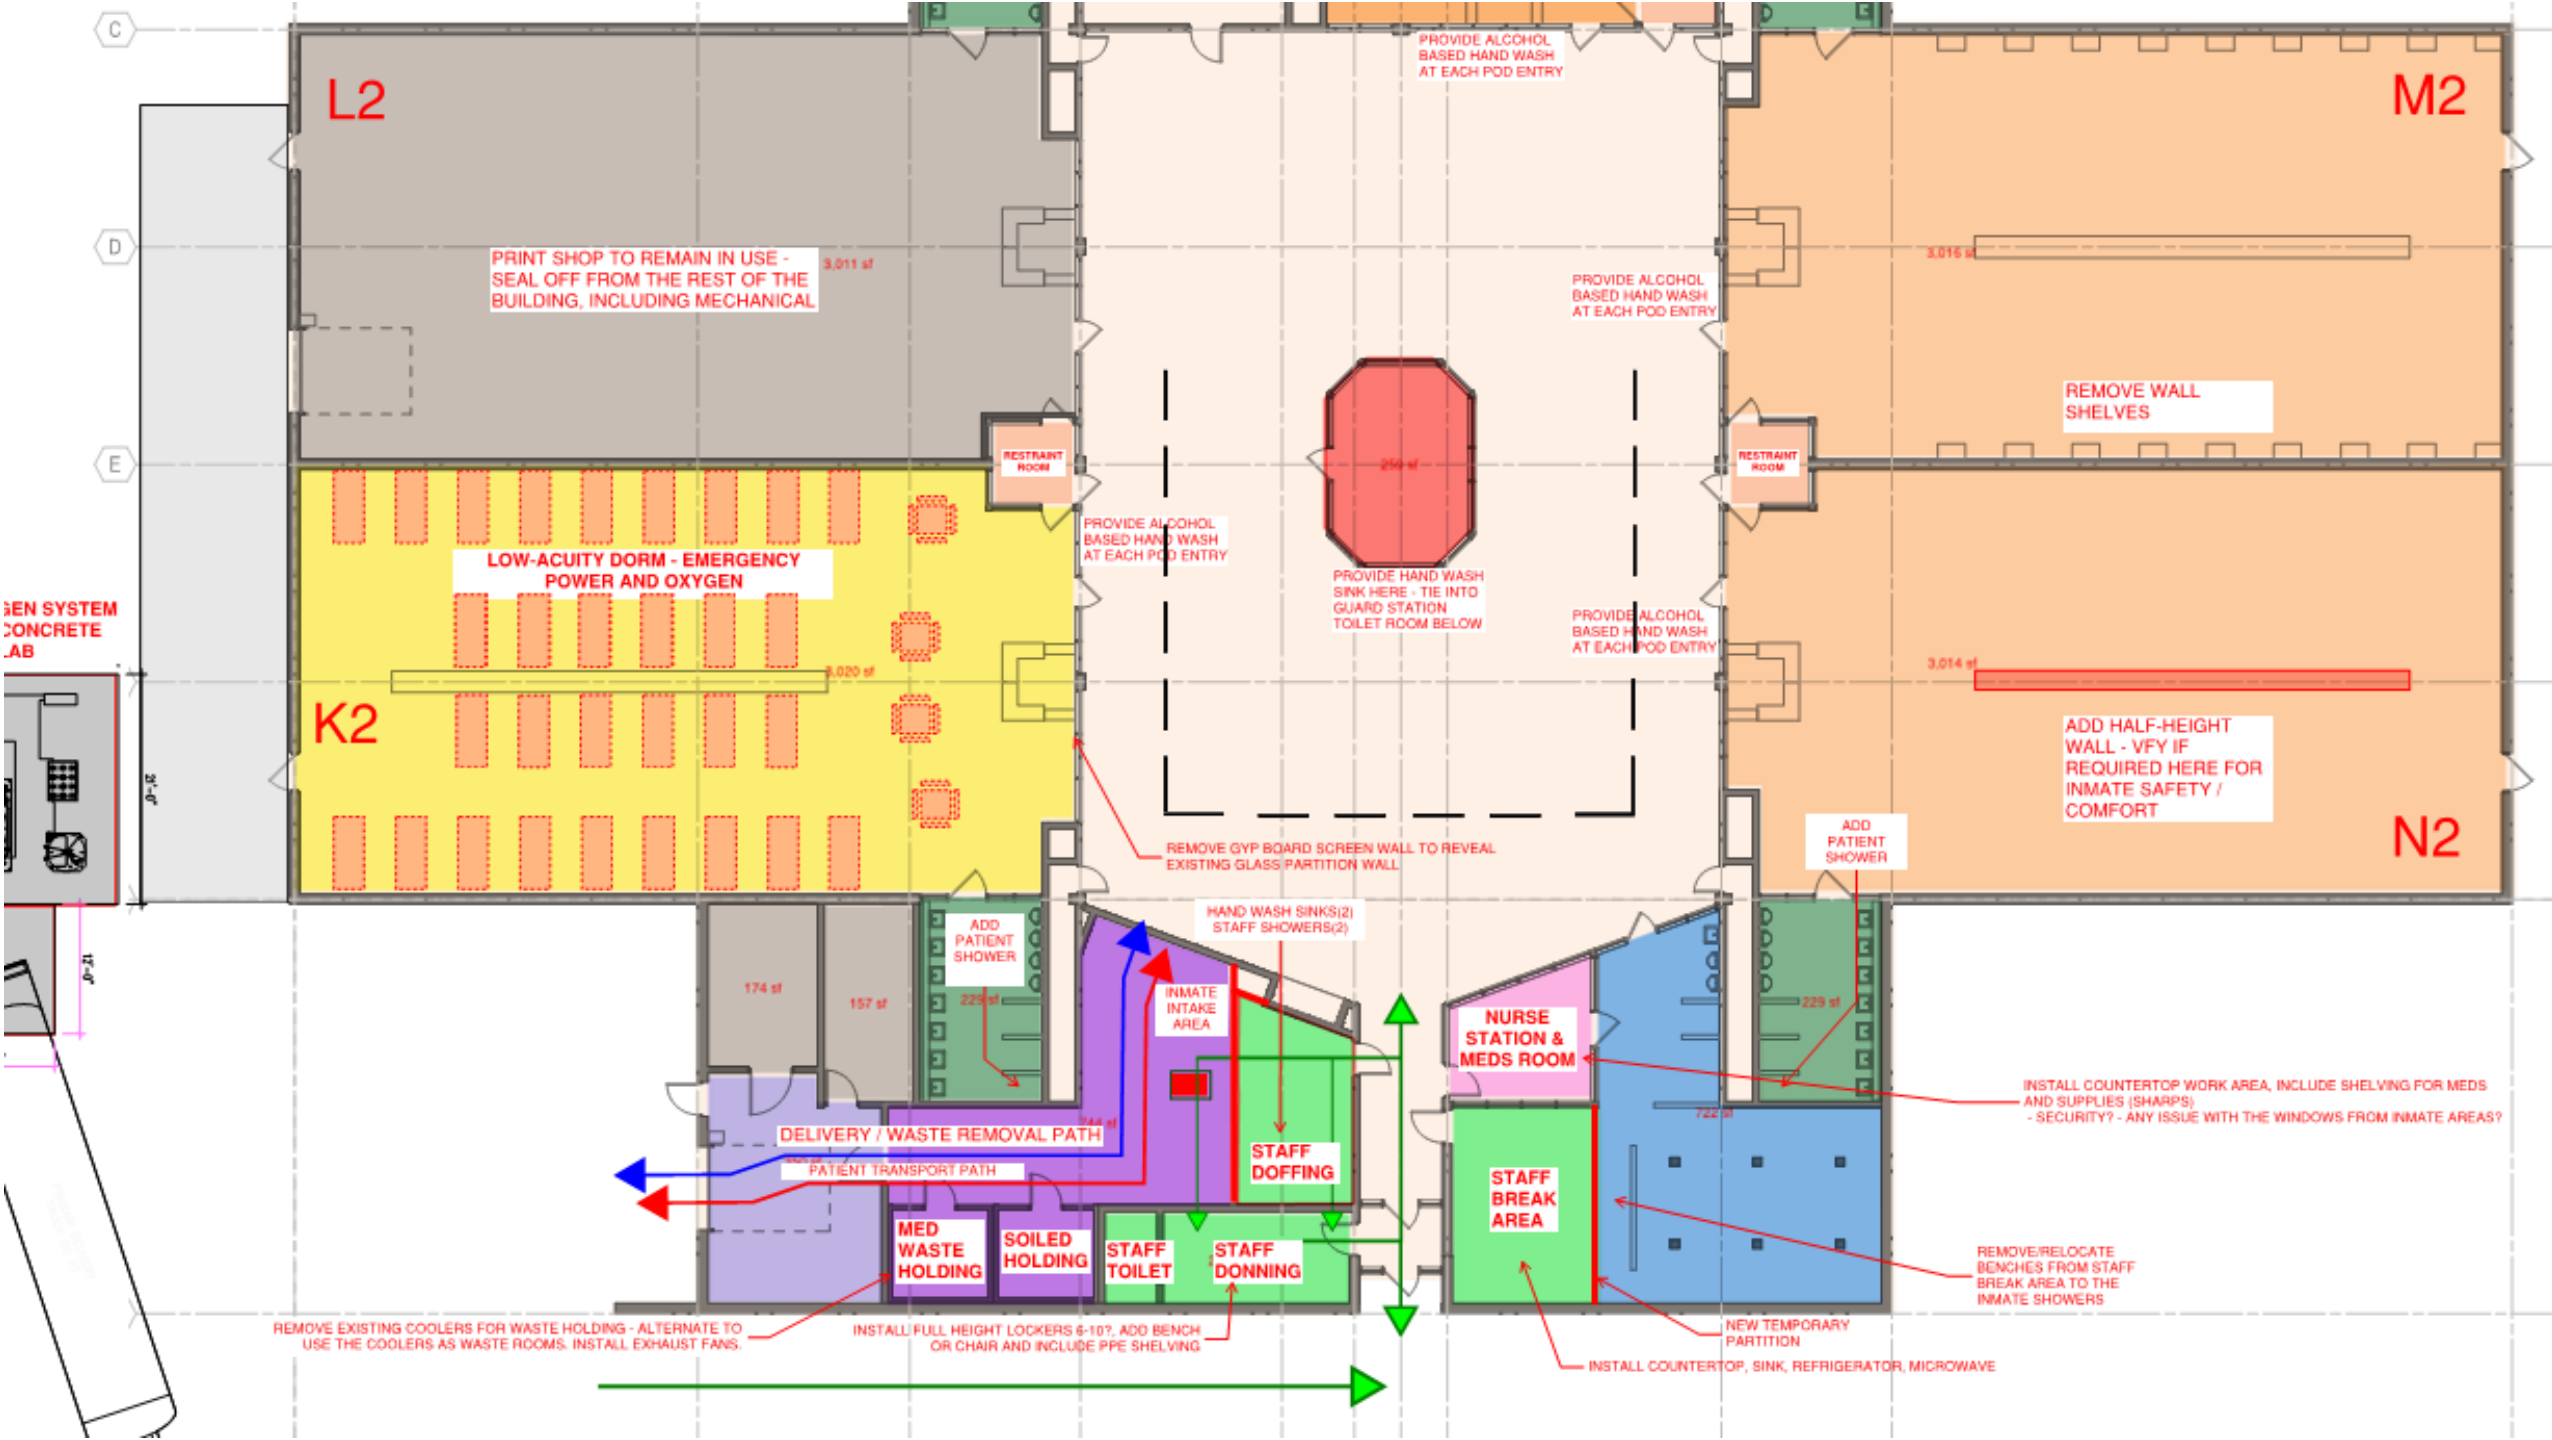 C
PROVIDE ALCOHOL
BASED HAND WASH
AT EACH POD ENTRY
L2
M2
D
PRINT SHOP TO REMAIN IN USE -
SEAL OFF FROM THE REST OF THE
BUILDING, INCLUDING MECHANICAL
3,011 sf
3,016 sf
PROVIDE ALCOHOL
BASED HAND WASH
AT EACH POD ENTRY
REMOVE WALL
SHELVES
E
RESTRAINT
ROOM
259 sf
RESTRAINT
ROOM
PROVIDE ALCOHOL
BASED HAND WASH
AT EACH POD ENTRY
LOW-ACUITY DORM - EMERGENCY
POWER AND OXYGEN
PROVIDE HAND WASH
SINK HERE - TIE INTO
GUARD STATION
TOILET ROOM BELOW
PROVIDE ALCOHOL
BASED HAND WASH
AT EACH POD ENTRY
GEN SYSTEM
CONCRETE
LAB
3,020 sf
3,014 sf
K2
ADD HALF-HEIGHT
WALL - VFY IF
REQUIRED HERE FOR
INMATE SAFETY /
COMFORT
21'-0"
N2
REMOVE GYP BOARD SCREEN WALL TO REVEAL
EXISTING GLASS PARTITION WALL
ADD
PATIENT
SHOWER
12'-0"
ADD
PATIENT
SHOWER
HAND WASH SINKS(2)
STAFF SHOWERS(2)
174 sf
157 sf
229 sf
INMATE
INTAKE
AREA
NURSE
STATION &
MEDS ROOM
229 sf
INSTALL COUNTERTOP WORK AREA, INCLUDE SHELVING FOR MEDS
AND SUPPLIES (SHARPS)
- SECURITY? - ANY ISSUE WITH THE WINDOWS FROM INMATE AREAS?
722 sf
DELIVERY / WASTE REMOVAL PATH
PATIENT TRANSPORT PATH
STAFF
DOFFING
STAFF
BREAK
AREA
MED
WASTE
HOLDING
SOILED
HOLDING
STAFF
TOILET
STAFF
DONNING
REMOVE/RELOCATE
BENCHES FROM STAFF
BREAK AREA TO THE
INMATE SHOWERS
REMOVE EXISTING COOLERS FOR WASTE HOLDING - ALTERNATE TO
USE THE COOLERS AS WASTE ROOMS. INSTALL EXHAUST FANS.
INSTALL FULL HEIGHT LOCKERS 6-10?, ADD BENCH
OR CHAIR AND INCLUDE PPE SHELVING
NEW TEMPORARY
PARTITION
INSTALL COUNTERTOP, SINK, REFRIGERATOR, MICROWAVE